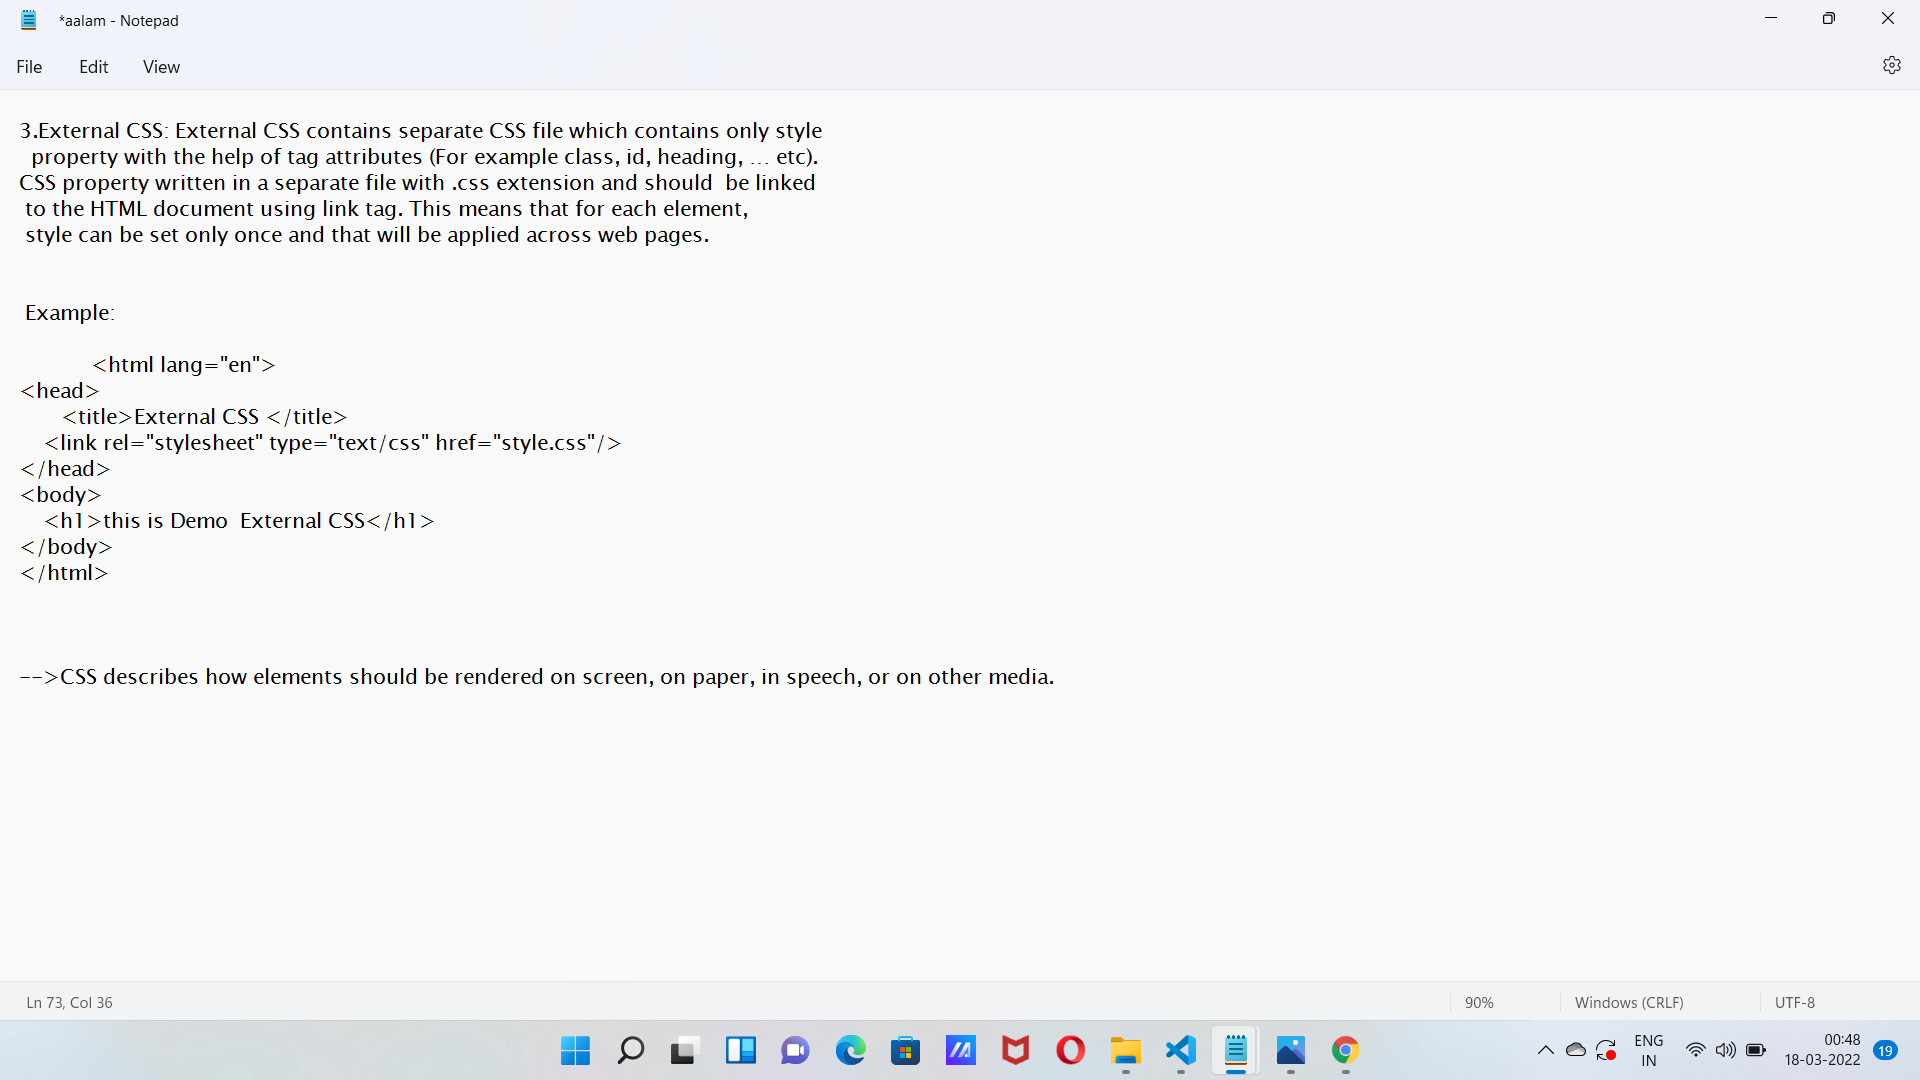 *aalam - Notepad
File Edit View
3.External CSS: External CSS contains separate CSS file which contains only style
property with the help of tag attributes (For example class, id, heading, … etc).
CSS property written in a separate file with .css extension and should  be linked
to the HTML document using link tag. This means that for each element,
style can be set only once and that will be applied across web pages.
Example:
<html lang="en">
<head>
<title>External CSS </title>
<link rel="stylesheet" type="text/css" href="style.css"/>
</head>
<body>
<h1>this is Demo  External CSS</h1>
</body>
</html>
-->CSS describes how elements should be rendered on screen, on paper, in speech, or on other media.
Ln 73, Col 36 90% Windows (CRLF) UTF-8
ENG 00:48
IN 18-03-2022 19